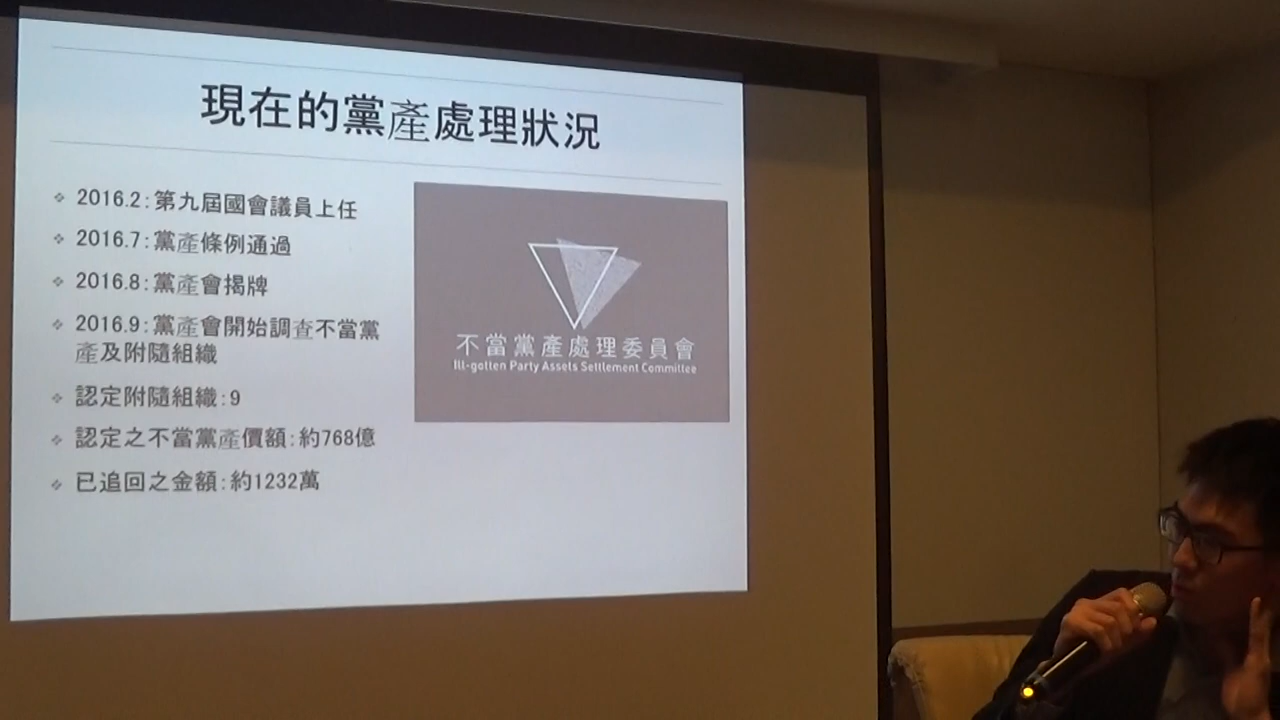 現在的黨產處理狀況
2016.2：第九屆國會議員上任
2016.7：黨產條例通過
2016.8：黨產會揭牌
2016.9：黨產會開始調查不當黨
產及附隨組織
認定附隨組織：9
認定之不當黨產價額：約768億
已追回之金額：約1232萬
不當黨產處理委員會
Ill-gotten Party Assets Settlement Committee